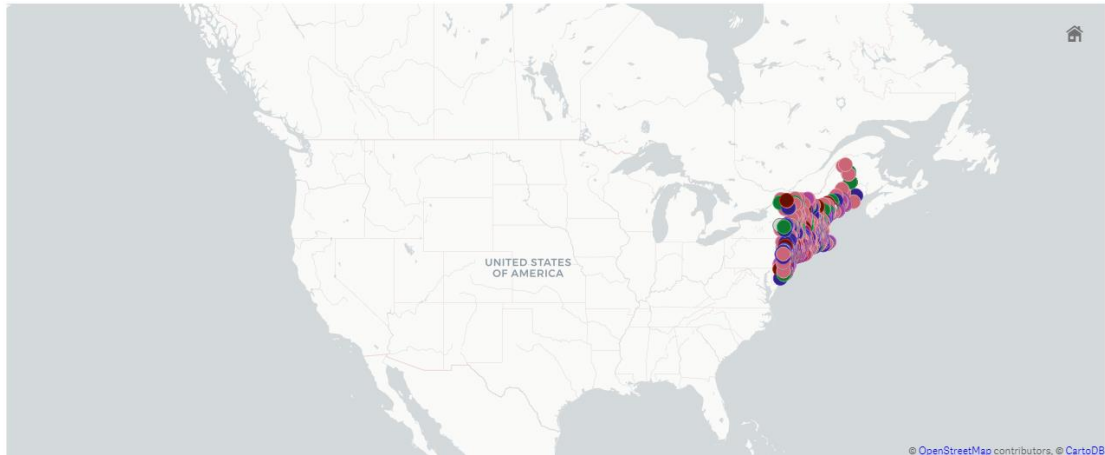 UNITED STATES
OF AMERICA
© OpenStreetMap contributors, © CartoDB